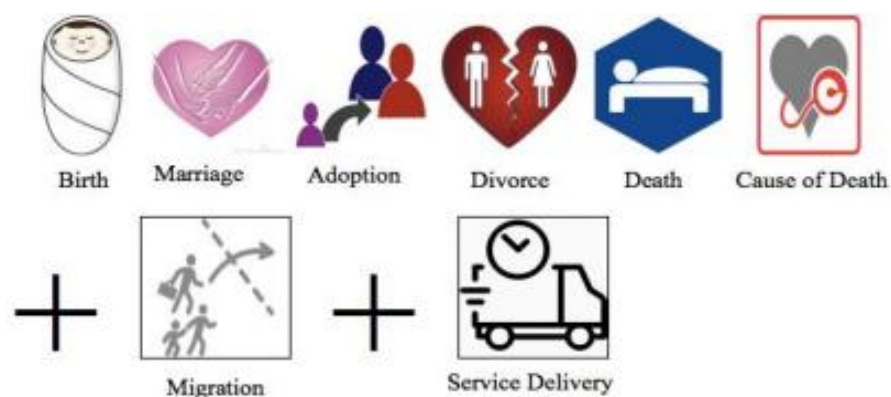 Birth Marriage Adoption Divorce Death Cause of Death
Migration Service Delivery